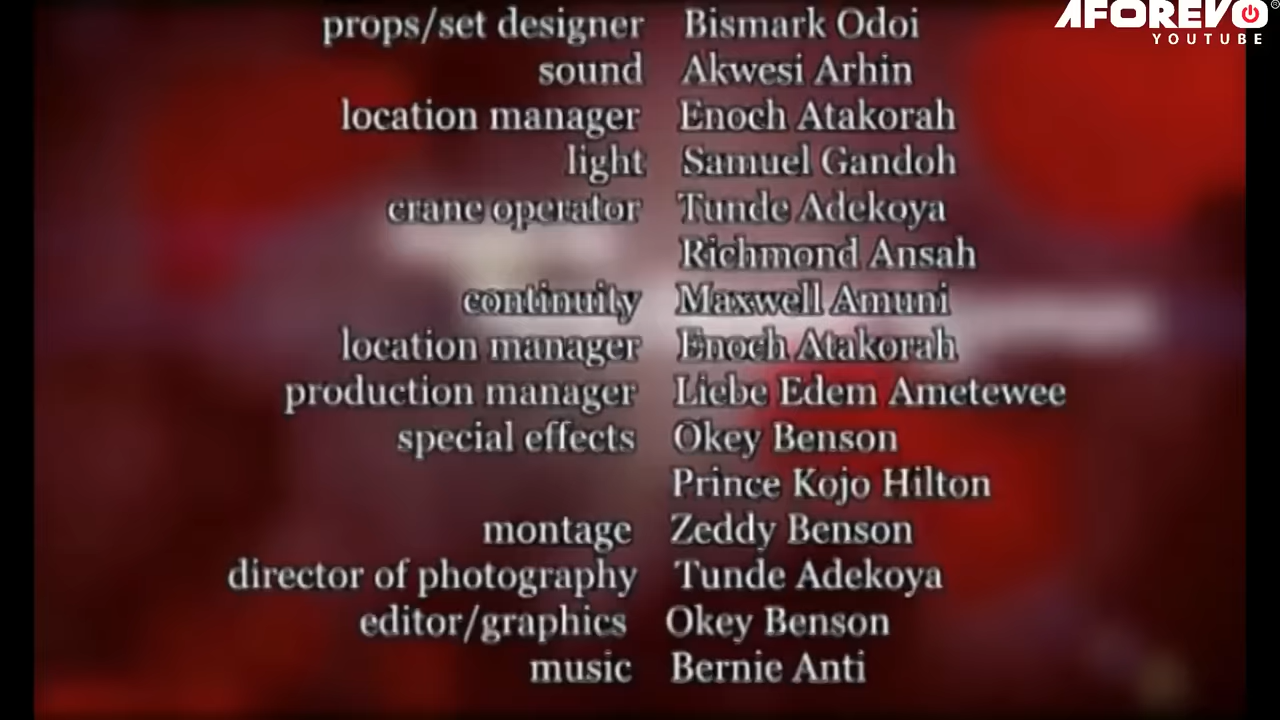 AFOREVO
YOUTUBE
props/set designer Bismark Odoi
sound Akwesi Arhin
location manager Enoch Atakorah
light Samuel Gandoh
crane operator Tunde Adekoya
Richmond Ansah
continuity Maxwell Amuni
location manager Enoch Atakorah
production manager Liebe Edem Ametewee
special effects Okey Benson
Prince Kojo Hilton
montage Zeddy Benson
director of photography Tunde Adekoya
editor/graphics Okey Benson
music Bernie Anti